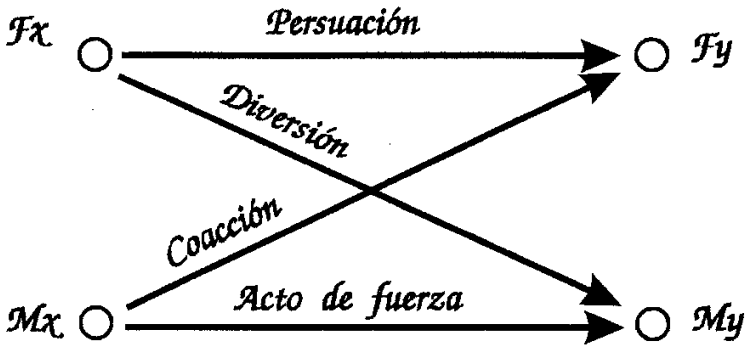 Fx
Persuación
Fy
Diversión
Coacción
Mx
Acto de fuerza
My